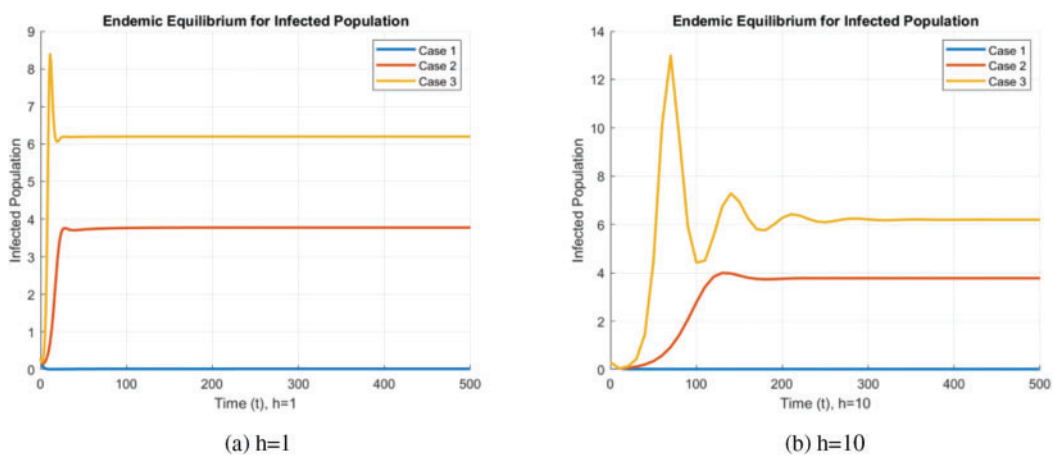 Endemic Equilibrium for Infected Population
9
8
7
6
5
4
3
2
1
0
Infected Population
Case 1
Case 2
Case 3
0 100 200 300 400 500
Time (t), h=1
(a) h=1
Endemic Equilibrium for Infected Population
14
12
10
8
6
4
2
0
Infected Population
Case 1
Case 2
Case 3
0 100 200 300 400 500
Time (t), h=10
(b) h=10